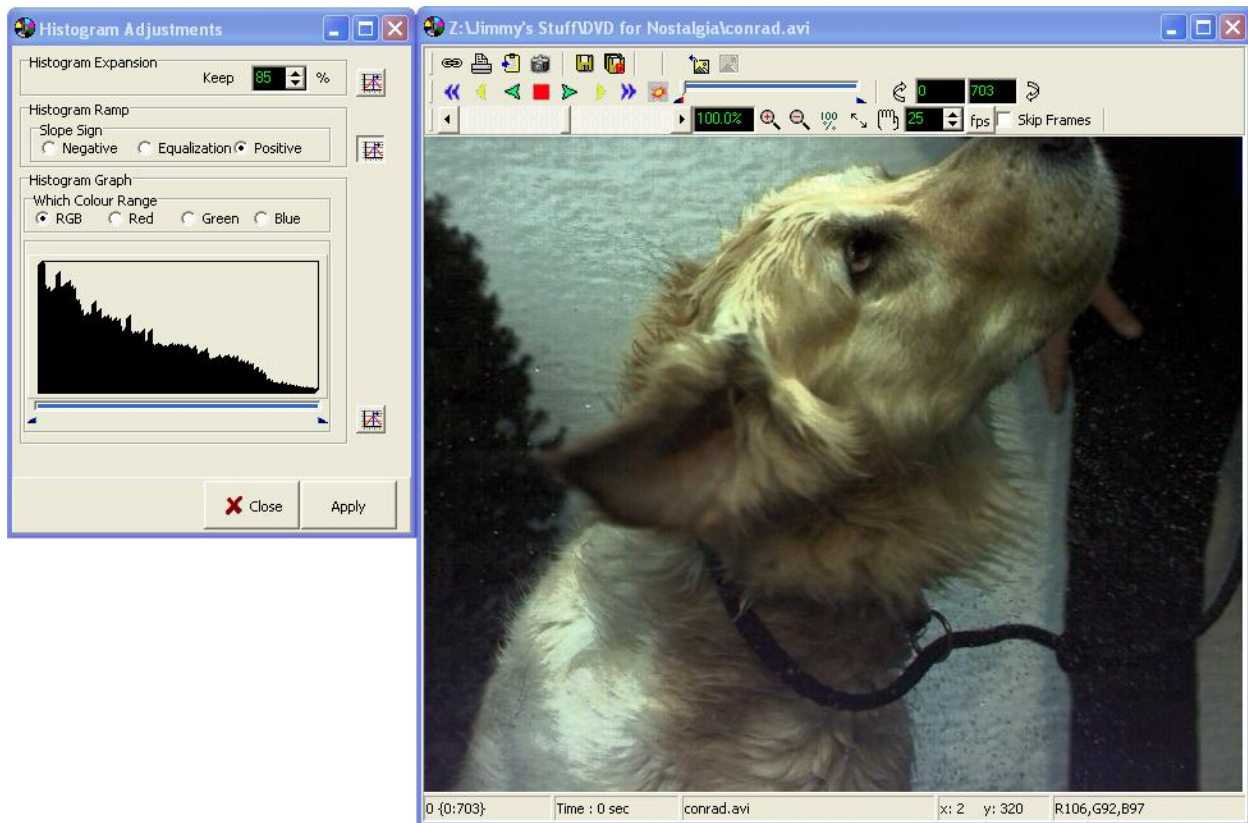 Histogram Adjustments
Histogram Expansion
Keep 85 %
Histogram Ramp
Slope Sign
Negative Equalization Positive
Histogram Graph
Which Colour Range
RGB Red Green Blue
Close Apply
Z:\Jimmy's Stuff\DVD for Nostalgia\conrad.avi
0 703
100.0% 100 % 25 fps Skip Frames
0 {0:703} Time : 0 sec conrad.avi x: 2 y: 320 R106,G92,B97